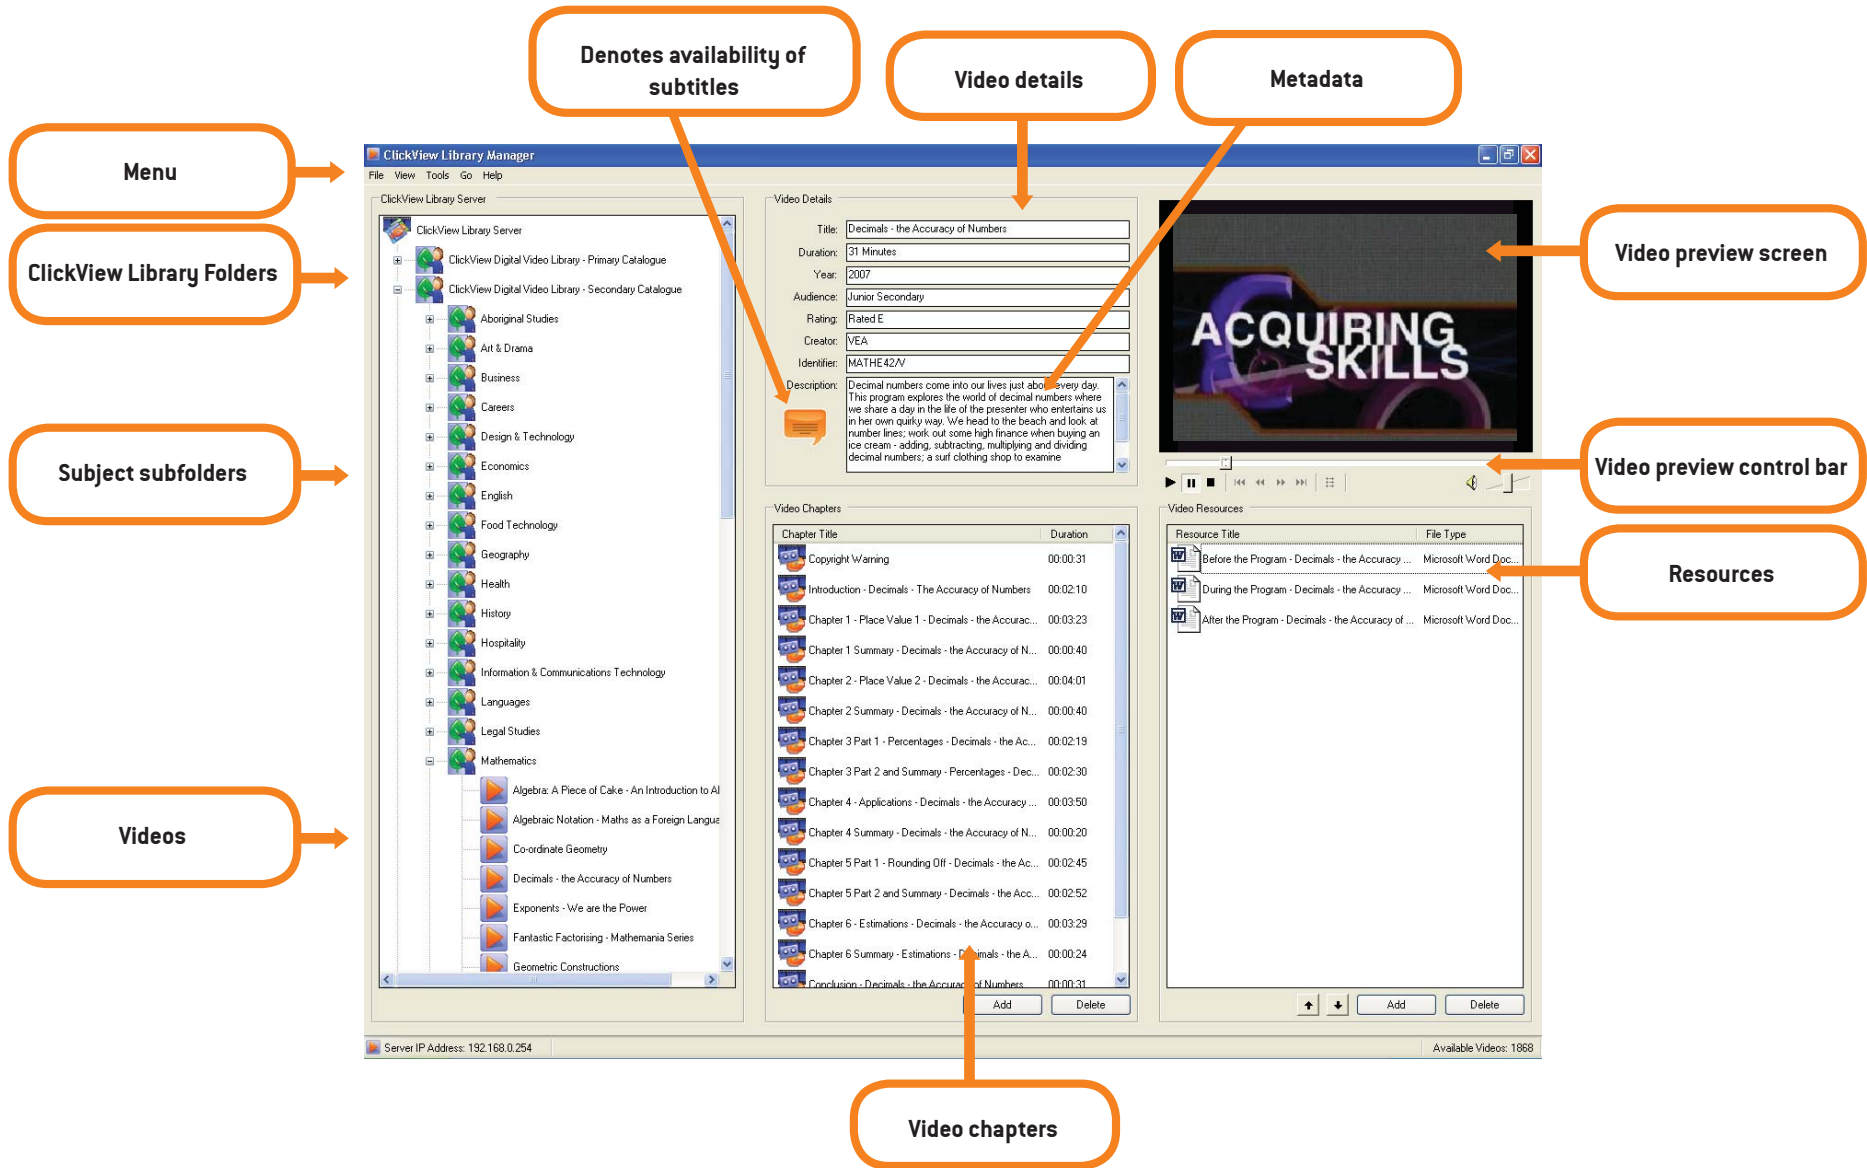 Denotes availability of
subtitles
Video details
Metadata
Menu
ClickView Library Folders
Subject subfolders
Videos
Video preview screen
Video preview control bar
Resources
Video chapters
ClickView Library Manager
File View Tools Go Help
ClickView Library Server
ClickView Library Server
ClickView Digital Video Library - Primary Catalogue
ClickView Digital Video Library - Secondary Catalogue
Aboriginal Studies
Art & Drama
Business
Careers
Design & Technology
Economics
English
Food Technology
Geography
Health
History
Hospitality
Information & Communications Technology
Languages
Legal Studies
Mathematics
Algebra: A Piece of Cake - An Introduction to Al
Algebraic Notation - Maths as a Foreign Langua
Co-ordinate Geometry
Decimals - the Accuracy of Numbers
Exponents - We are the Power
Fantastic Factorising - Mathemania Series
Geometric Constructions
Video Details
Title: Decimals - the Accuracy of Numbers
Duration: 31 Minutes
Year: 2007
Audience: Junior Secondary
Rating: Rated E
Creator: VEA
Identifier: MATHE42/V
Description: Decimal numbers come into our lives just about every day.
This program explores the world of decimal numbers where
we share a day in the life of the presenter who entertains us
in her own quirky way. We head to the beach and look at
number lines; work out some high finance when buying an
ice cream - adding, subtracting, multiplying and dividing
decimal numbers; a surf clothing shop to examine
ACQUIRING
SKILLS
Video Chapters
Chapter Title Duration
Copyright Warning 00:00:31
Introduction - Decimals - The Accuracy of Numbers 00:02:10
Chapter 1 - Place Value 1 - Decimals - the Accurac... 00:03:23
Chapter 1 Summary - Decimals - the Accuracy of N... 00:00:40
Chapter 2 - Place Value 2 - Decimals - the Accurac... 00:04:01
Chapter 2 Summary - Decimals - the Accuracy of N... 00:00:40
Chapter 3 Part 1 - Percentages - Decimals - the Ac... 00:02:19
Chapter 3 Part 2 and Summary - Percentages - Dec... 00:02:30
Chapter 4 - Applications - Decimals - the Accuracy ... 00:03:50
Chapter 4 Summary - Decimals - the Accuracy of N... 00:00:20
Chapter 5 Part 1 - Rounding Off - Decimals - the Ac... 00:02:45
Chapter 5 Part 2 and Summary - Decimals - the Acc... 00:02:52
Chapter 6 - Estimations - Decimals - the Accuracy o... 00:03:29
Chapter 6 Summary - Estimations - Decimals - the A... 00:00:24
Conclusion - Decimals - the Accuracy of Numbers 00:00:31
Add Delete
Video Resources
Resource Title File Type
Before the Program - Decimals - the Accuracy ... Microsoft Word Doc...
During the Program - Decimals - the Accuracy ... Microsoft Word Doc...
After the Program - Decimals - the Accuracy of ... Microsoft Word Doc...
Add Delete
Server IP Address: 192.168.0.254
Available Videos: 1868